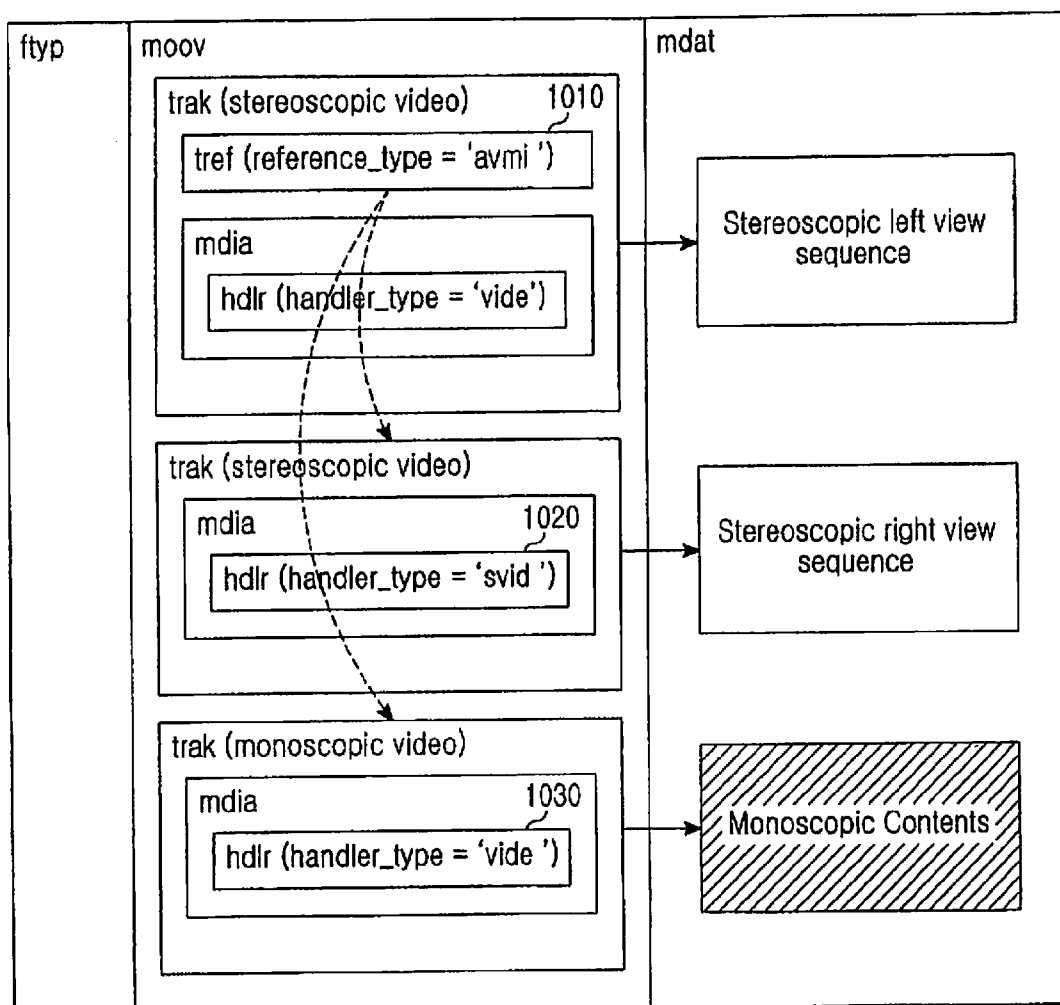 ftyp
moov
mdat
trak (stereoscopic video)
1010
tref (reference_type = ‘avmi ’)
mdia
hdlr (handler_type = ‘vide’)
Stereoscopic left view
sequence
trak (stereoscopic video)
mdia
1020
hdlr (handler_type = ‘svid ’)
Stereoscopic right view
sequence
trak (monoscopic video)
mdia
1030
hdlr (handler_type = ‘vide ’)
Monoscopic Contents